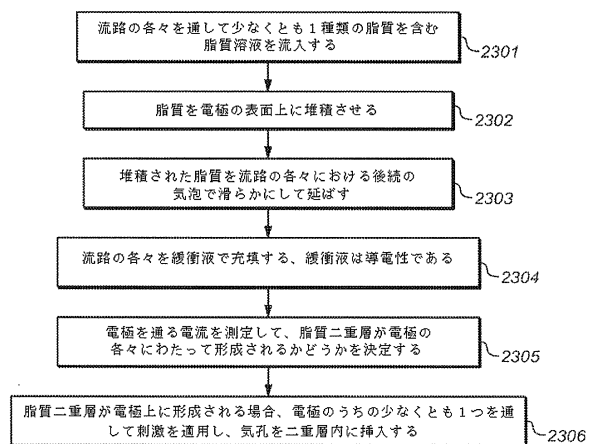 流路の各々を通して少なくとも1種類の脂質を含む
脂質溶液を流入する
2301
脂質を電極の表面上に堆積させる
2302
堆積された脂質を流路の各々における後続の
気泡で滑らかにして延ばす
2303
流路の各々を緩衝液で充填する、緩衝液は導電性である
2304
電極を通る電流を測定して、脂質二重層が電極の
各々にわたって形成されるかどうかを決定する
2305
脂質二重層が電極上に形成される場合、電極のうちの少なくとも1つを通
して刺激を適用し、気孔を二重層内に挿入する
2306